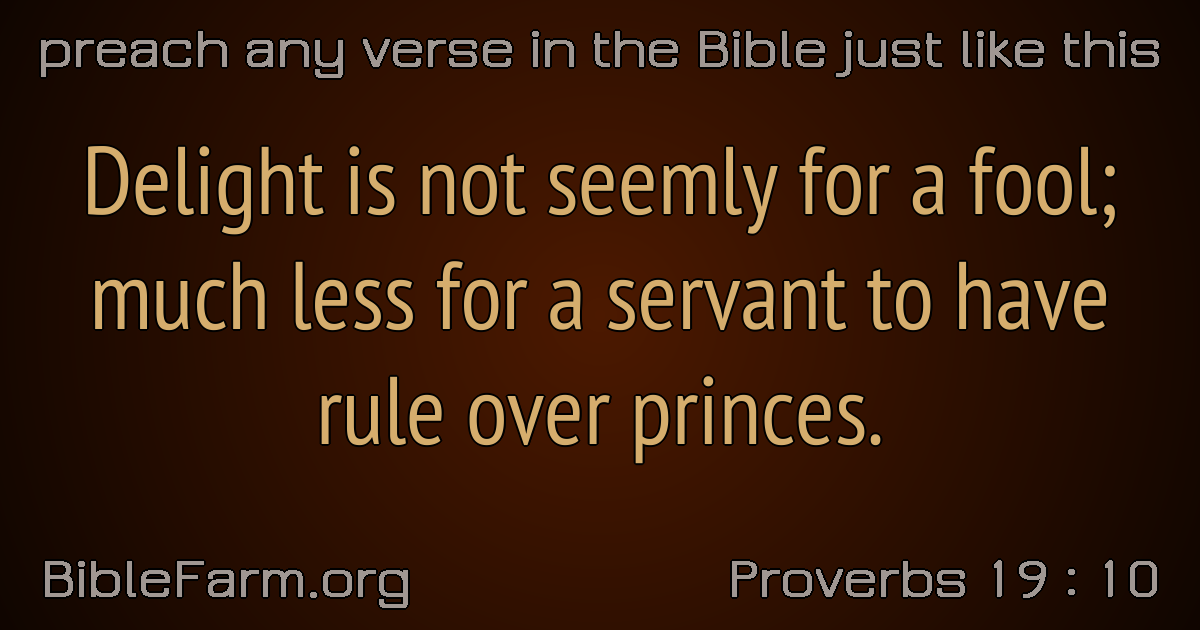 preach any verse in the Bible just like this
Delight is not seemly for a fool;
much less for a servant to have
rule over princes.
BibleFarm.org
Proverbs 19 : 10